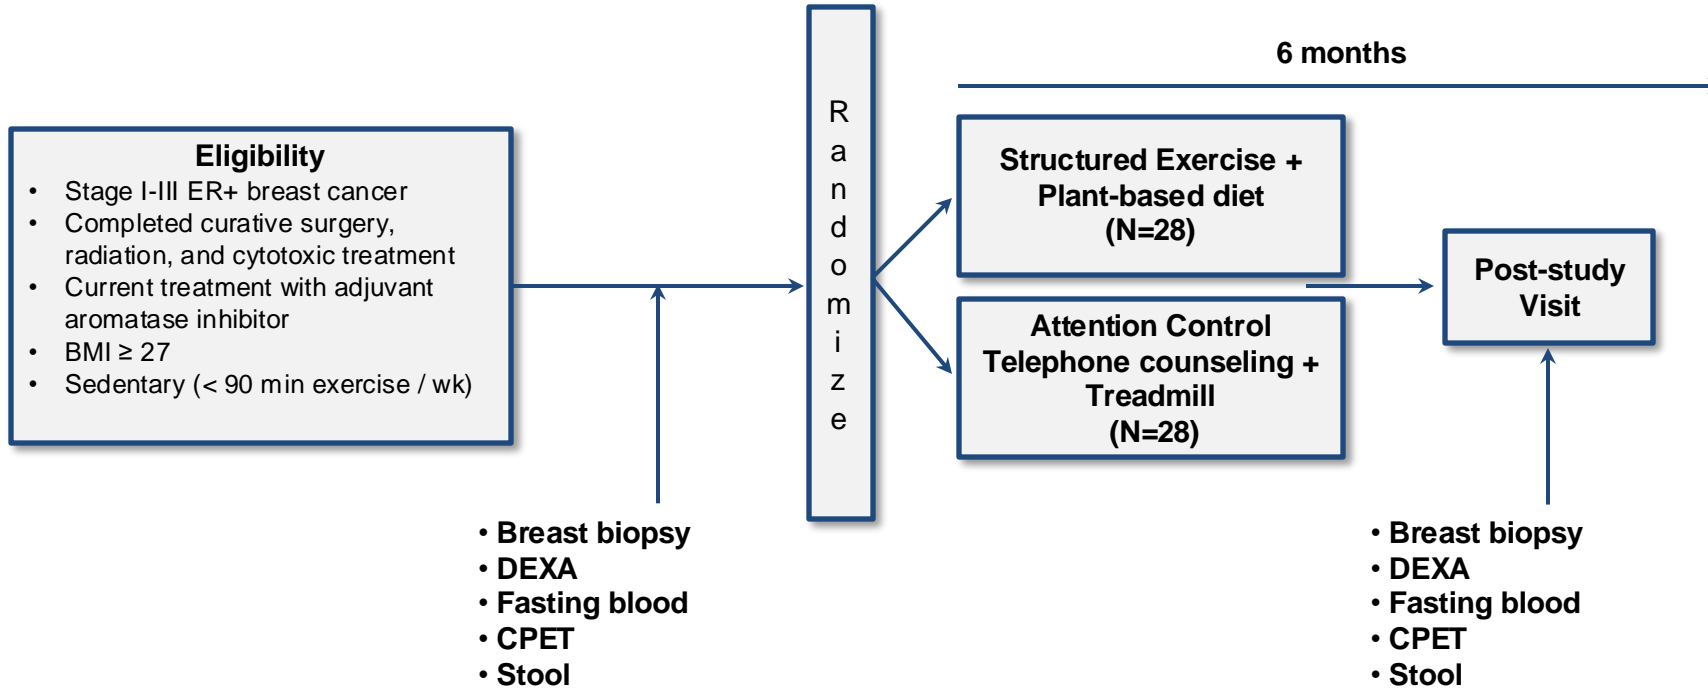 Eligibility
• Stage I-III ER+ breast cancer
• Completed curative surgery,
radiation, and cytotoxic treatment
• Current treatment with adjuvant
aromatase inhibitor
• BMI ≥ 27
• Sedentary (< 90 min exercise / wk)
• Breast biopsy
• DEXA
• Fasting blood
• CPET
• Stool
R
a
n
d
o
m
i
z
e
6 months
Structured Exercise +
Plant-based diet
(N=28)
Attention Control
Telephone counseling +
Treadmill
(N=28)
Post-study
Visit
• Breast biopsy
• DEXA
• Fasting blood
• CPET
• Stool